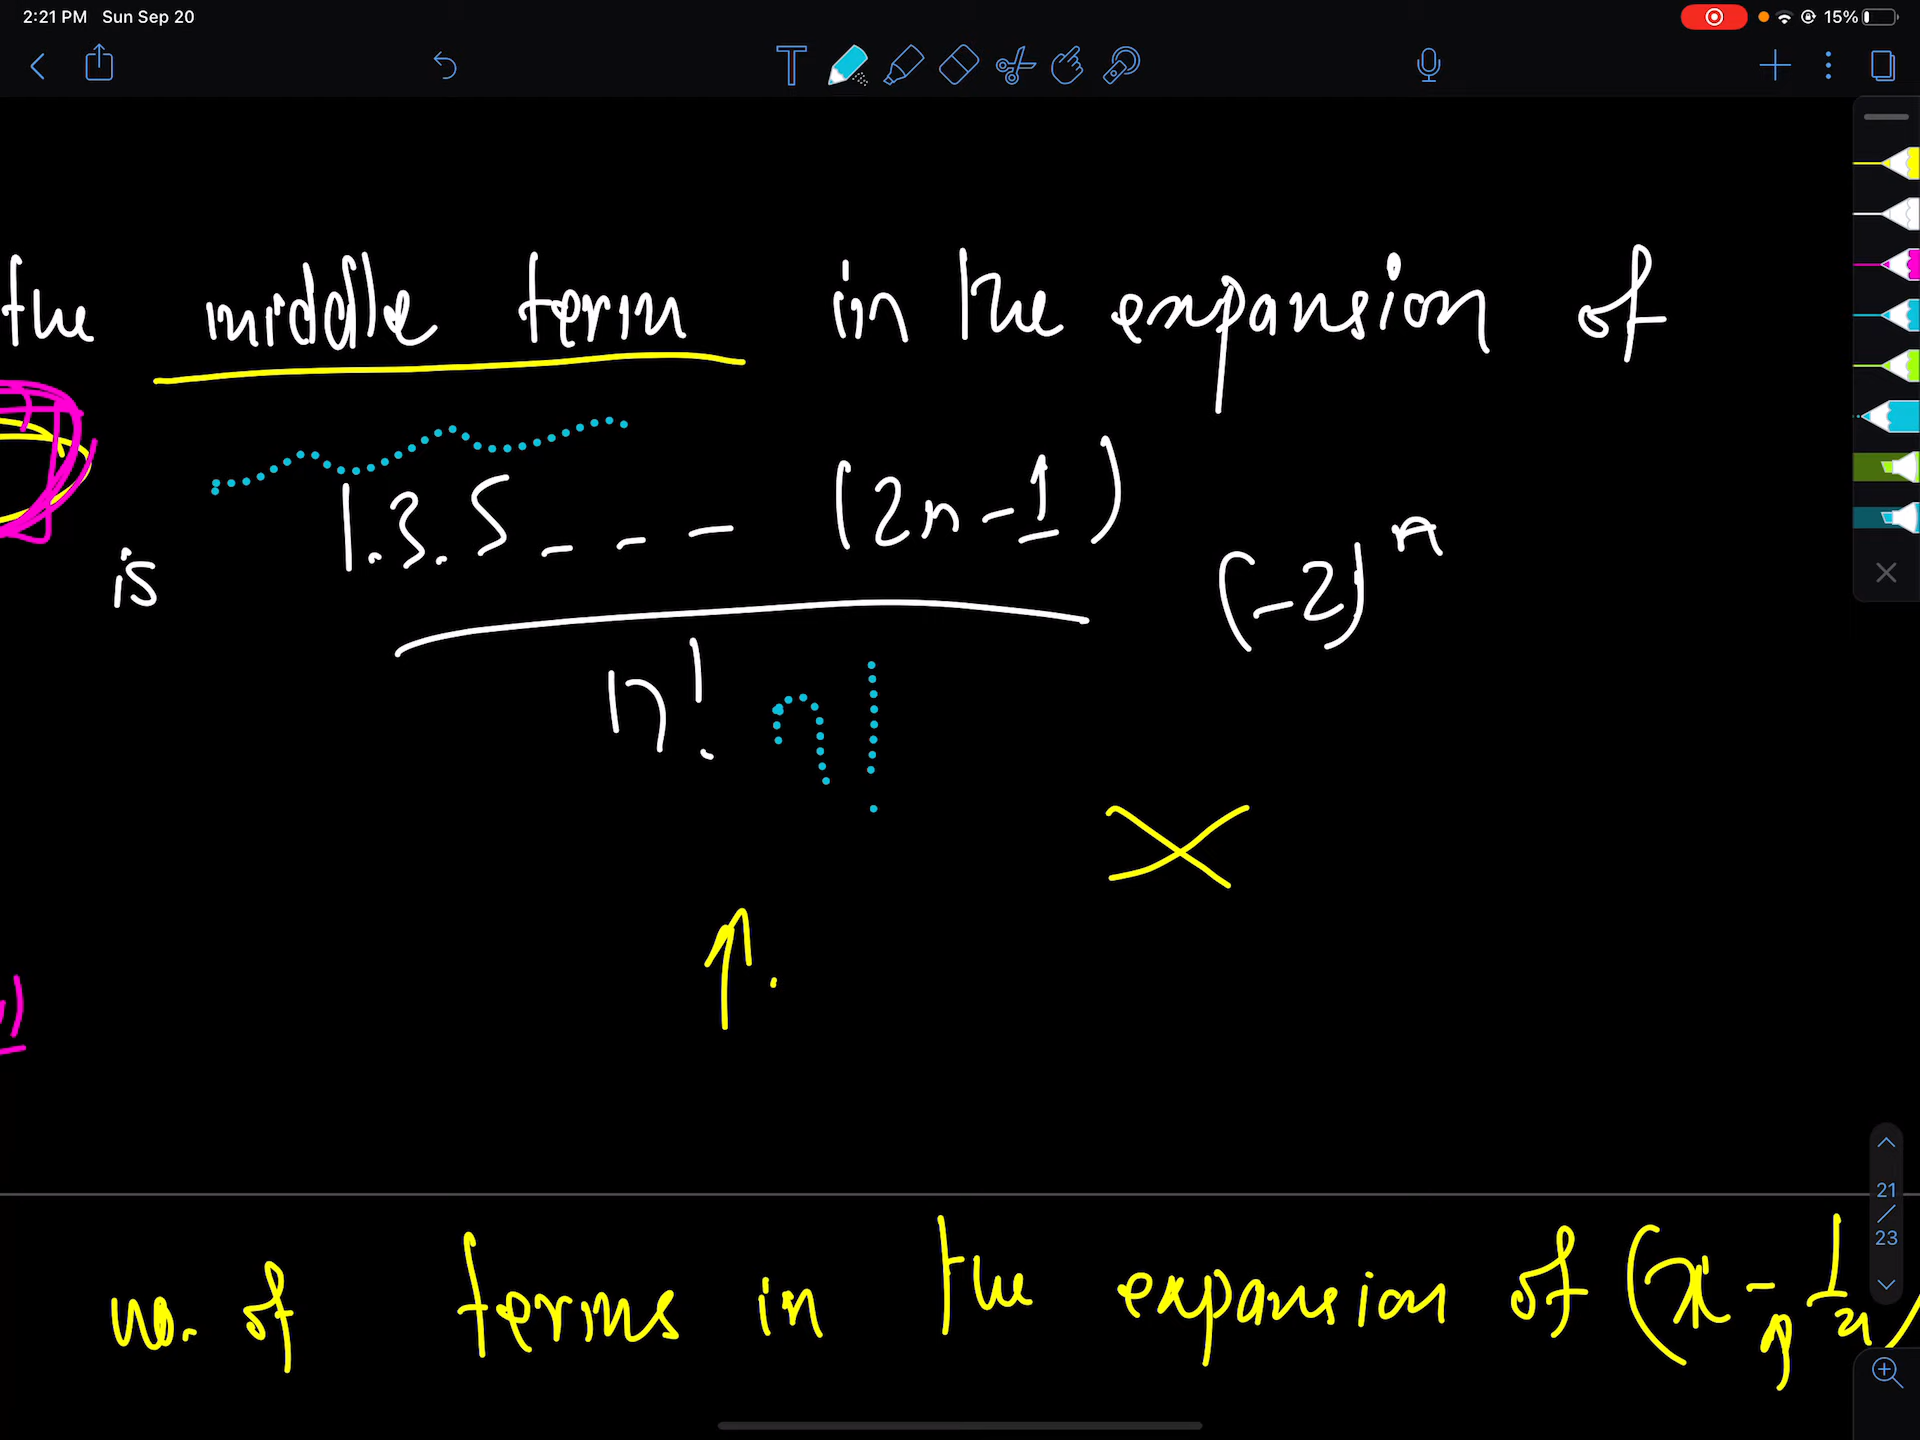 2:21 PM Sun Sep 20
15%
T
the middle term in the expansion of
1.3.5 _ _ _ (2n-1)
is
(-2)^n
n! n!
21
/
23
no. of terms in the expansion of (x - 1/x)